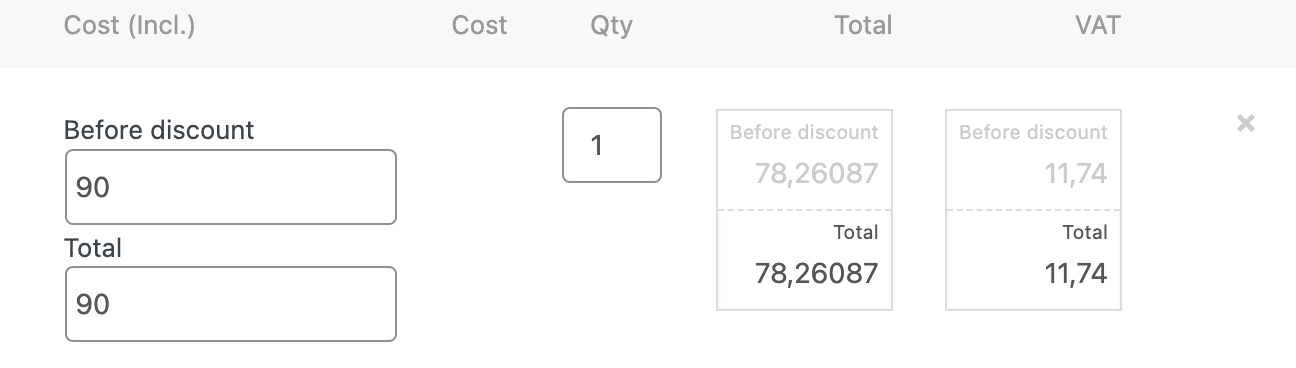 Cost (Incl.) Cost Qty Total VAT
Before discount
90
Total
90
1
Before discount
78,26087
Total
78,26087
Before discount
11,74
Total
11,74
×